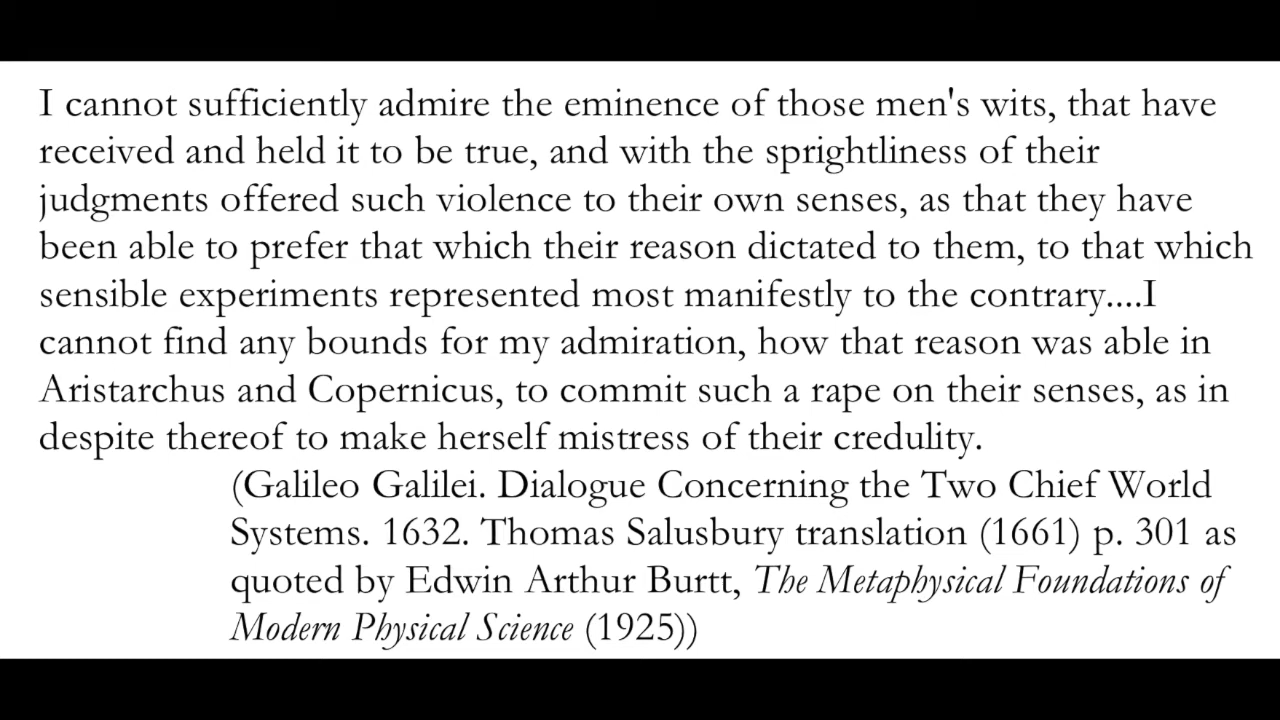 I cannot sufficiently admire the eminence of those men's wits, that have
received and held it to be true, and with the sprightliness of their
judgments offered such violence to their own senses, as that they have
been able to prefer that which their reason dictated to them, to that which
sensible experiments represented most manifestly to the contrary....I
cannot find any bounds for my admiration, how that reason was able in
Aristarchus and Copernicus, to commit such a rape on their senses, as in
despite thereof to make herself mistress of their credulity.
(Galileo Galilei. Dialogue Concerning the Two Chief World
Systems. 1632. Thomas Salusbury translation (1661) p. 301 as
quoted by Edwin Arthur Burtt, The Metaphysical Foundations of
Modern Physical Science (1925))